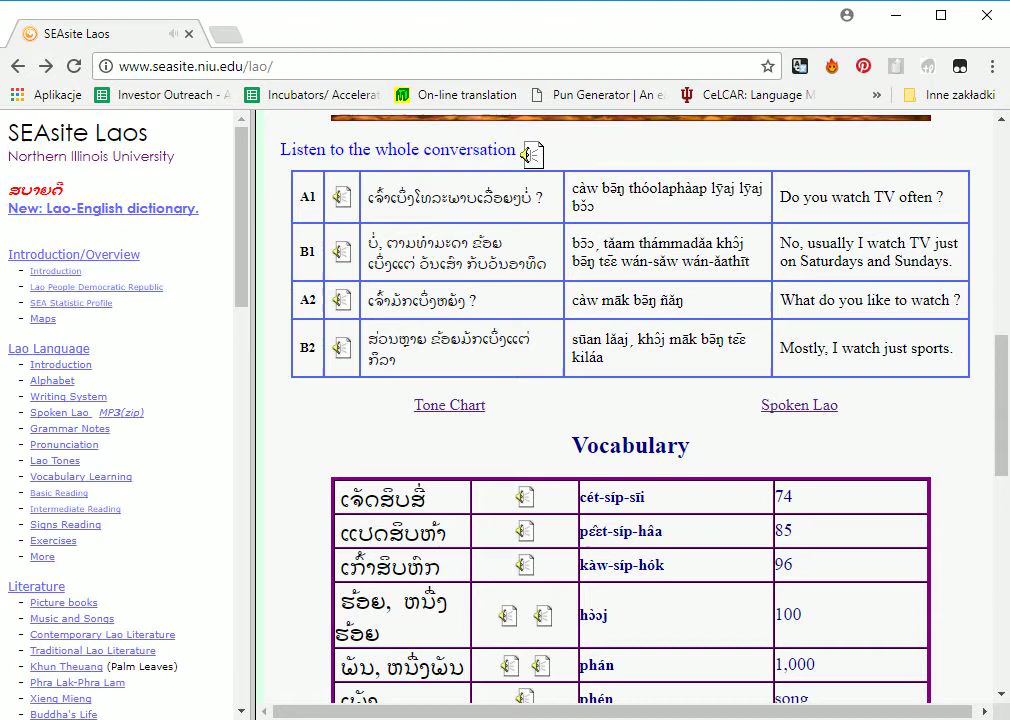 SEAsite Laos
www.seasite.niu.edu/lao/
Aplikacje
Investor Outreach - A
Incubators/ Accelerat
On-line translation
Pun Generator | An e
CeLCAR: Language M
»
Inne zakładki
SEAsite Laos
Northern Illinois University
ສບາຍດີ
New: Lao-English dictionary.
Introduction/Overview
- Introduction
- Lao People Democratic Republic
- SEA Statistic Profile
- Maps
Lao Language
- Introduction
- Alphabet
- Writing System
- Spoken Lao MP3(zip)
- Grammar Notes
- Pronunciation
- Lao Tones
- Vocabulary Learning
- Basic Reading
- Intermediate Reading
- Signs Reading
- Exercises
- More
Literature
- Picture books
- Music and Songs
- Contemporary Lao Literature
- Traditional Lao Literature
- Khun Theuang (Palm Leaves)
- Phra Lak-Phra Lam
- Xieng Mieng
- Buddha's Life
Listen to the whole conversation
A1 ເຈົ້າເບິ່ງໂທລະພາບເລື້ອຍໆບໍ່ ? càw bə̄ŋ thóolaphàap lȳaj lȳaj Do you watch TV often ?
bɔ̌ɔ
B1 ບໍ່, ຕາມທຳມະດາ ຂ້ອຍ bɔ̄ɔ, tǎam thámmadǎa khɔ̂j No, usually I watch TV just
ເບິ່ງແຕ່ ວັນເສົາ ກັບວັນອາທິດ bə̄ŋ tɛ̄ɛ wán-sǎw wán-ǎathīt on Saturdays and Sundays.
A2 ເຈົ້າມັກເບິ່ງຫຍັງ ? càw māk bə̄ŋ ñǎŋ What do you like to watch ?
B2 ສ່ວນຫຼາຍ ຂ້ອຍມັກເບິ່ງແຕ່ sūan lǎaj, khɔ̂j māk bə̄ŋ tɛ̄ɛ Mostly, I watch just sports.
ກິລາ kiláa
Tone Chart Spoken Lao
Vocabulary
ເຈັດສິບສີ່ cét-síp-sīi 74
ແປດສິບຫ້າ pɛ̂ɛt-síp-hâa 85
ເກົ້າສິບຫົກ kàw-síp-hók 96
ຮ້ອຍ, ຫນຶ່ງ
ຮ້ອຍ hɔ̀ɔj 100
ພັນ, ຫນຶ່ງພັນ phán 1,000
ເພັງ phéŋ song